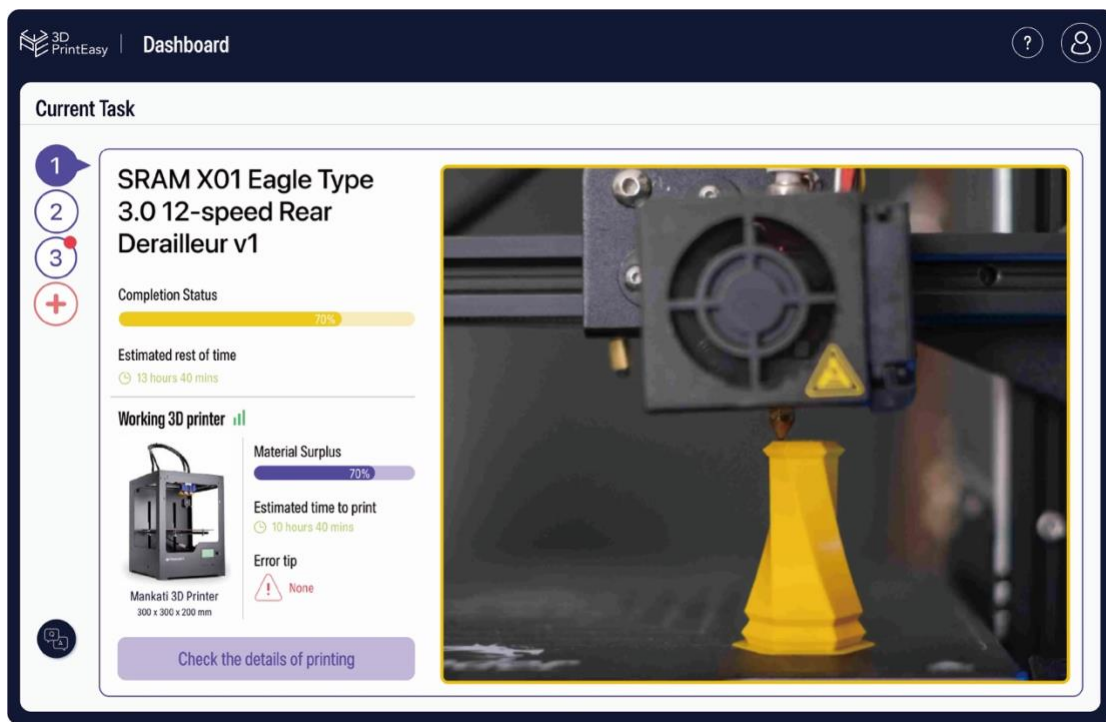 3D
PrintEasy
Dashboard
?
Current Task
1
2
3
+
SRAM X01 Eagle Type
3.0 12-speed Rear
Derailleur v1
Completion Status
70%
Estimated rest of time
13 hours 40 mins
Working 3D printer
Mankati 3D Printer
300 x 300 x 200 mm
Material Surplus
70%
Estimated time to print
10 hours 40 mins
Error tip
! None
Q A
Check the details of printing